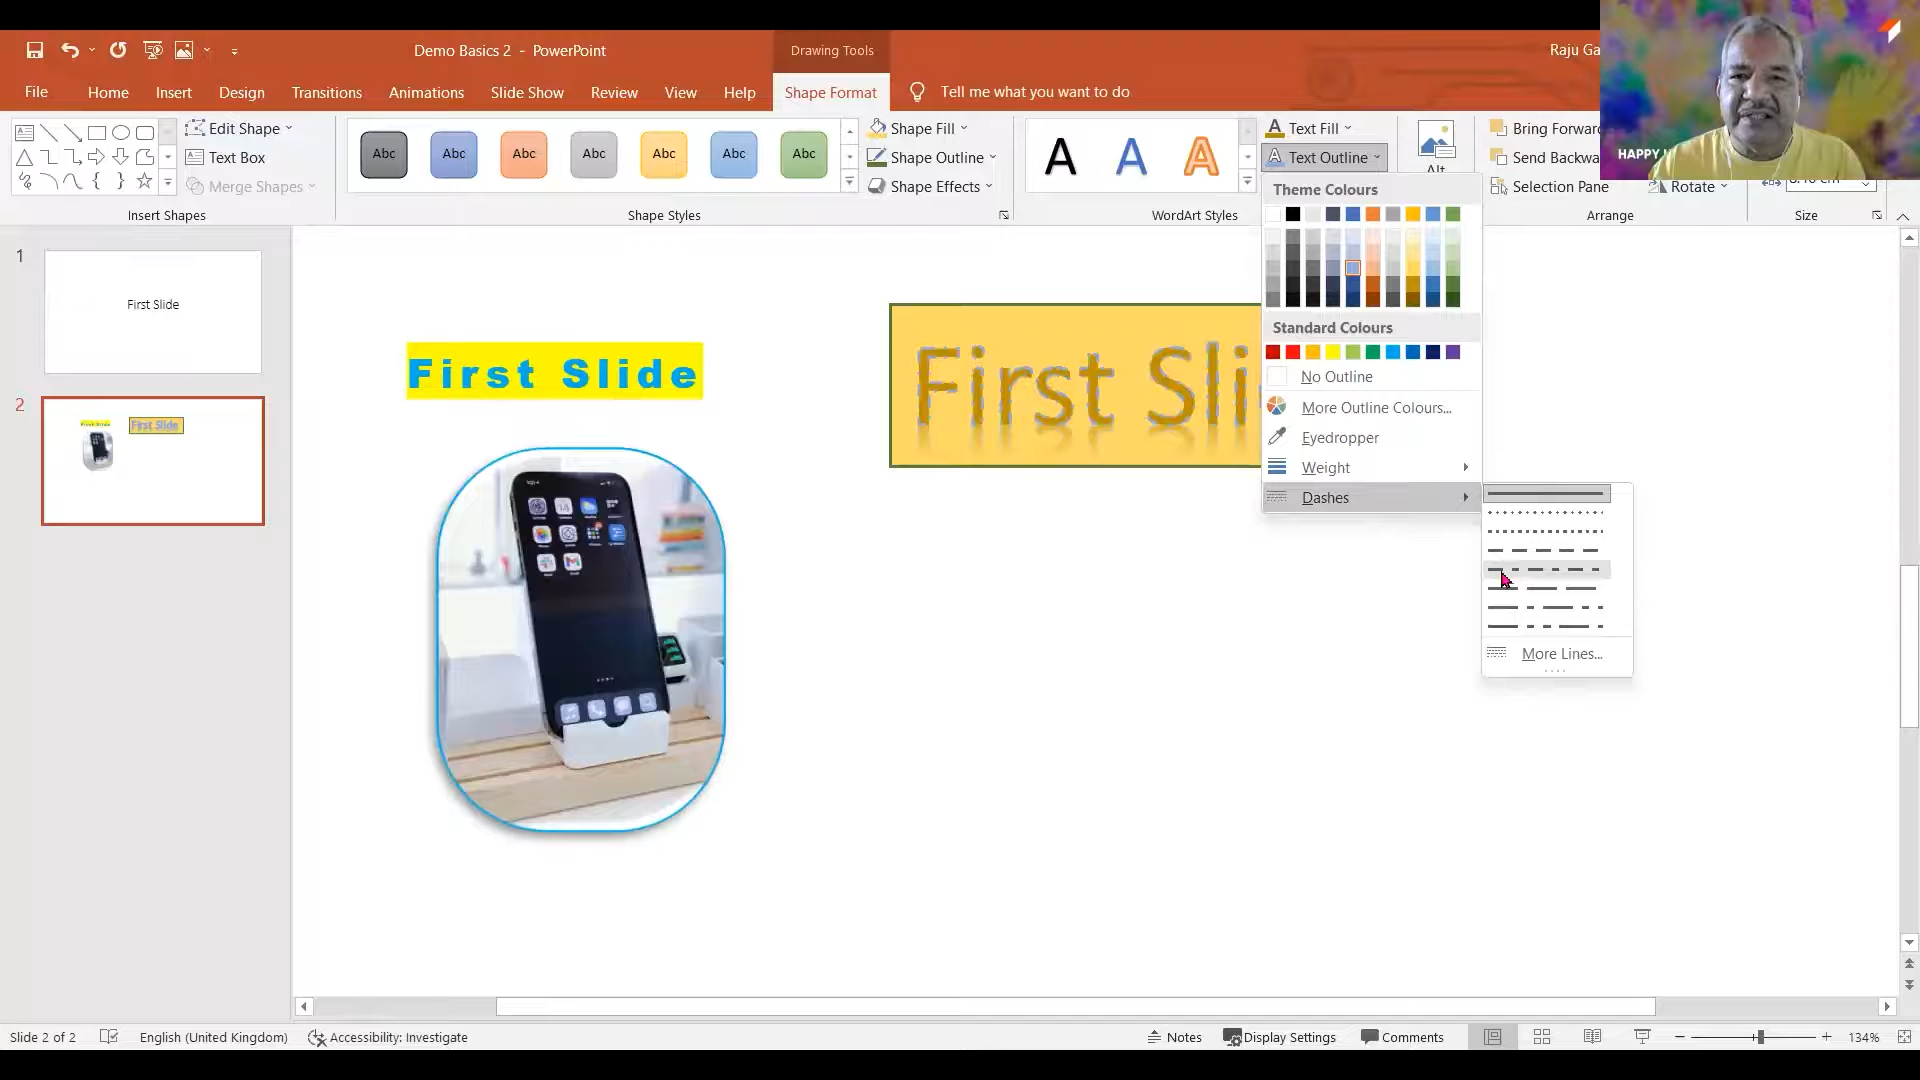 Demo Basics 2 - PowerPoint
Drawing Tools
Raju Ga
File
Home
Insert
Design
Transitions
Animations
Slide Show
Review
View
Help
Shape Format
Tell me what you want to do
Edit Shape
Text Box
Merge Shapes
Insert Shapes
Abc
Abc
Abc
Abc
Abc
Abc
Abc
Shape Styles
Shape Fill
Shape Outline
Shape Effects
A
A
A
WordArt Styles
Text Fill
Text Outline
Alt
Bring Forward
Send Backwa
Selection Pane
Rotate
Arrange
Size
HAPPY
Theme Colours
Standard Colours
No Outline
More Outline Colours...
Eyedropper
Weight
Dashes
More Lines...
1
First Slide
2
First Slide
First Slide
First Slide
First Sli
Slide 2 of 2
English (United Kingdom)
Accessibility: Investigate
Notes
Display Settings
Comments
134%